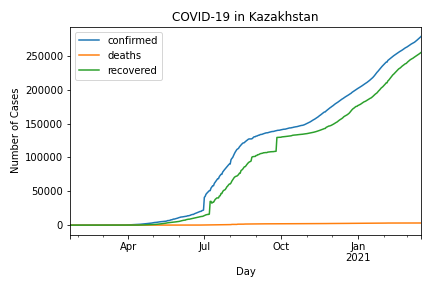 COVID-19 in Kazakhstan
confirmed
deaths
recovered
Number of Cases
250000
200000
150000
100000
50000
0
Apr
Jul
Oct
Jan
2021
Day